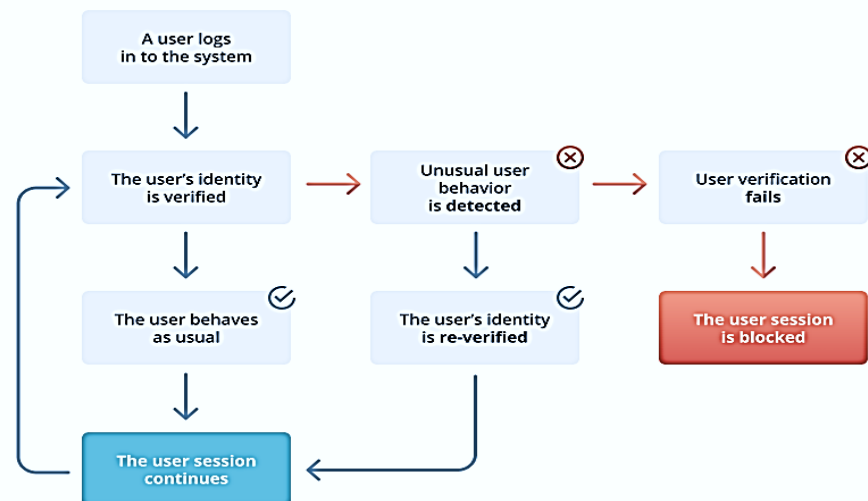 A user logs
in to the system
The user's identity
is verified
Unusual user
behavior
is detected
User verification
fails
The user behaves
as usual
The user's identity
is re-verified
The user session
is blocked
The user session
continues